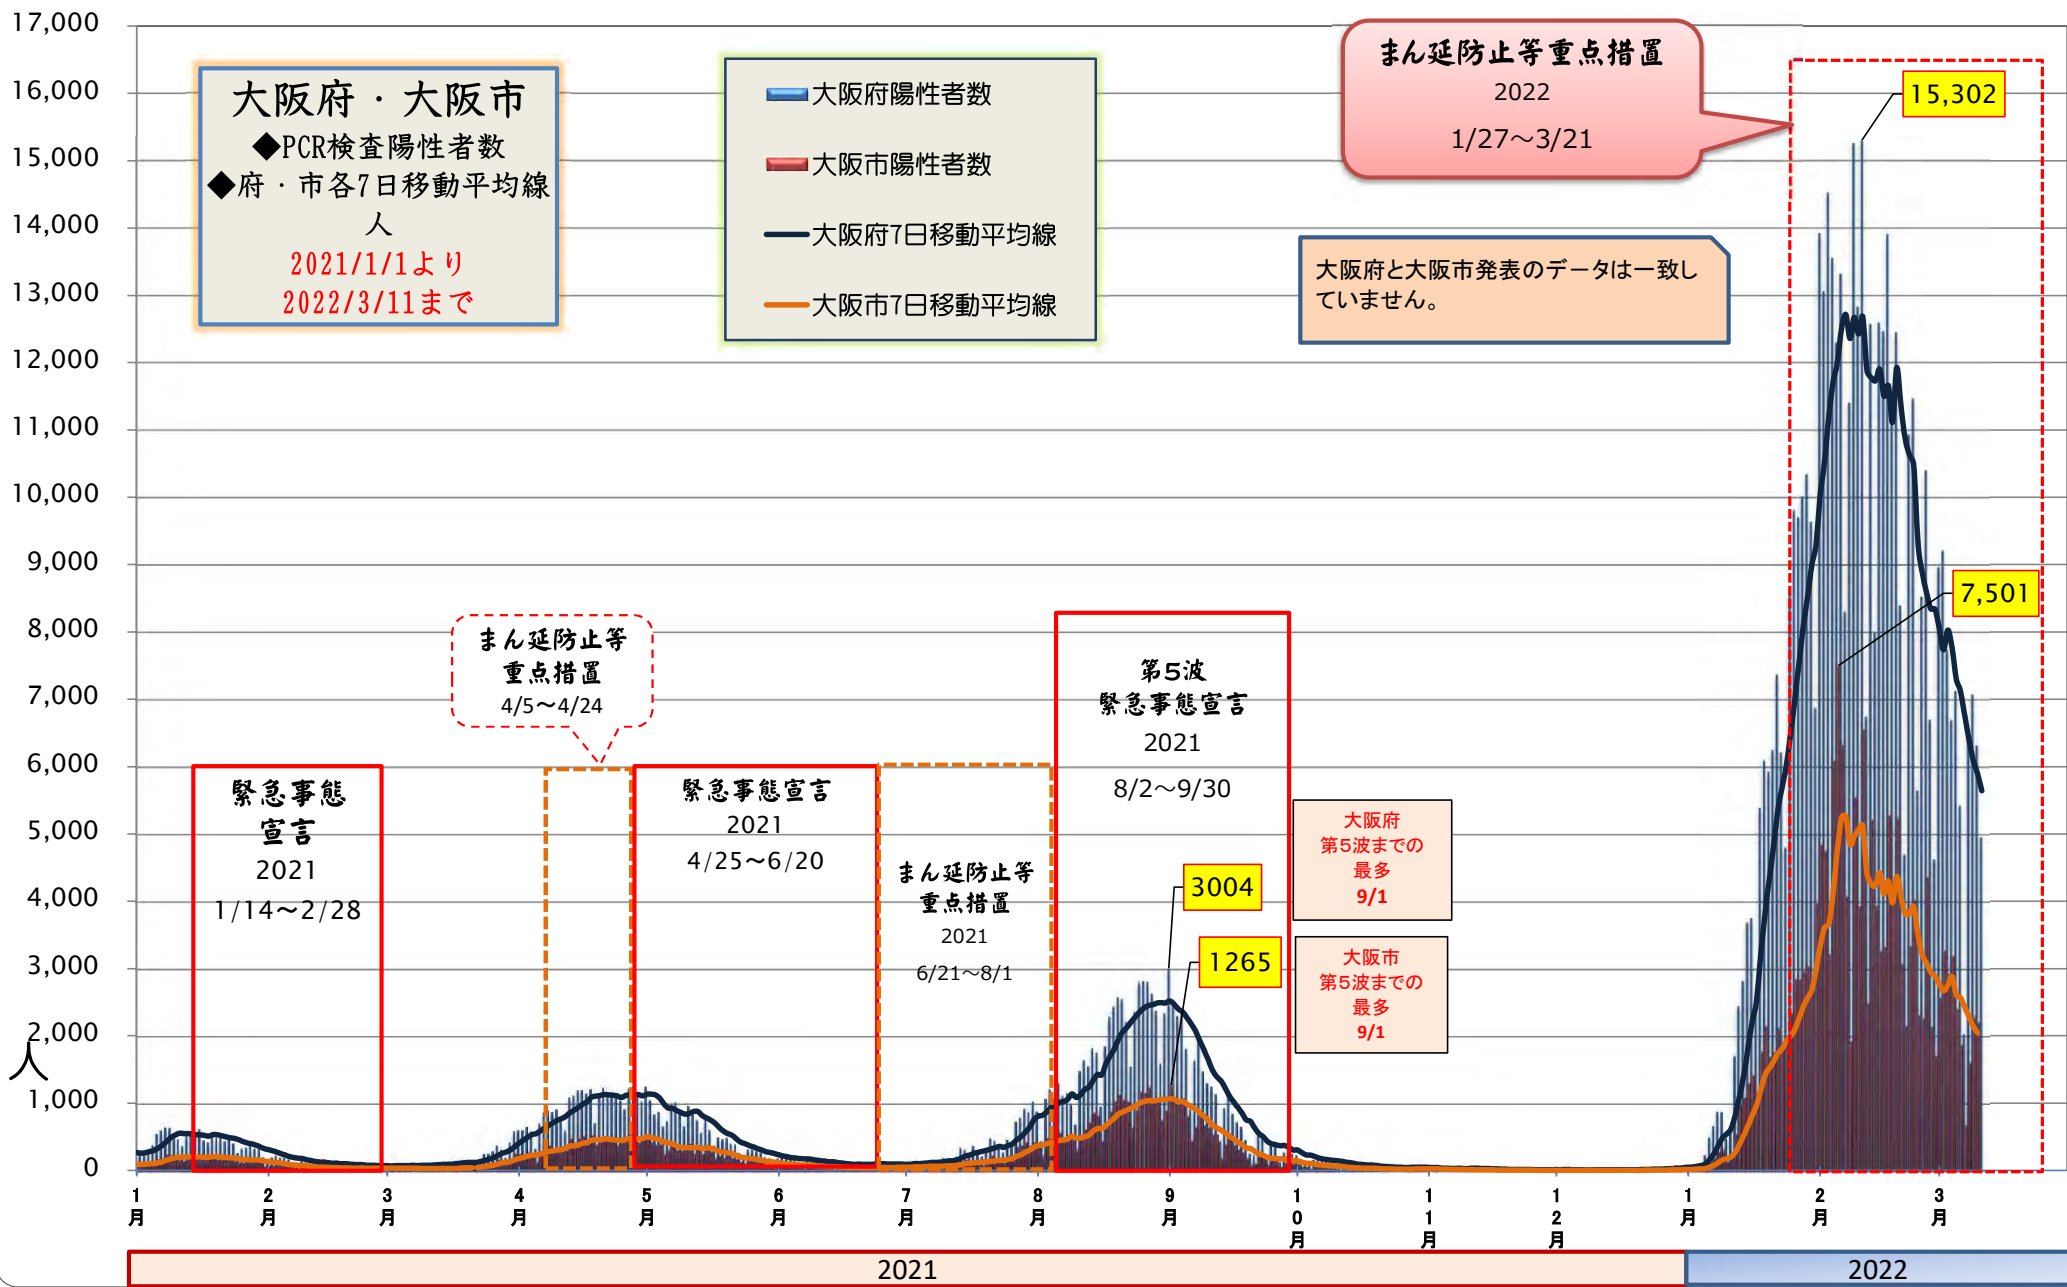 17,000
16,000
15,000
14,000
13,000
12,000
11,000
10,000
9,000
8,000
7,000
6,000
5,000
4,000
3,000
2,000
1,000
0
人
大阪府・大阪市
◆PCR検査陽性者数
◆府・市各7日移動平均線
人
2021/1/1より
2022/3/11まで
大阪府陽性者数
大阪市陽性者数
大阪府7日移動平均線
大阪市7日移動平均線
まん延防止等重点措置
2022
1/27～3/21
大阪府と大阪市発表のデータは一致し
ていません。
15,302
7,501
まん延防止等
重点措置
4/5～4/24
緊急事態
宣言
2021
1/14～2/28
緊急事態宣言
2021
4/25～6/20
まん延防止等
重点措置
2021
6/21～8/1
第5波
緊急事態宣言
2021
8/2～9/30
3004
1265
大阪府
第5波までの
最多
9/1
大阪市
第5波までの
最多
9/1
1月
2月
3月
4月
5月
6月
7月
8月
9月
10月
11月
12月
1月
2月
3月
2021
2022